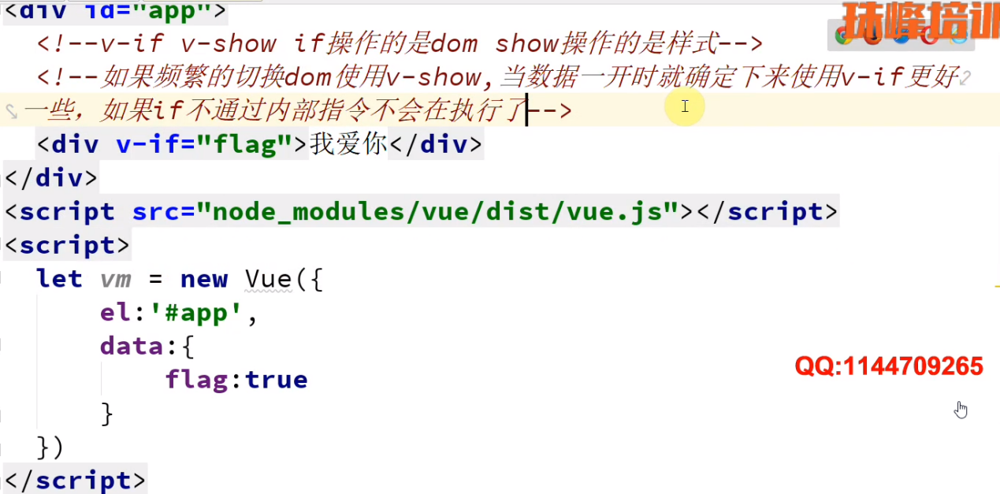 <div id="app">
珠峰培训
<!--v-if v-show if操作的是dom show操作的是样式-->
<!--如果频繁的切换dom使用v-show,当数据一开时就确定下来使用v-if更好
一些，如果if不通过内部指令不会在执行了-->
<div v-if="flag">我爱你</div>
</div>
<script src="node_modules/vue/dist/vue.js"></script>
<script>
let vm = new Vue({
el:'#app',
data:{
flag:true
}
})
</script>
QQ:1144709265